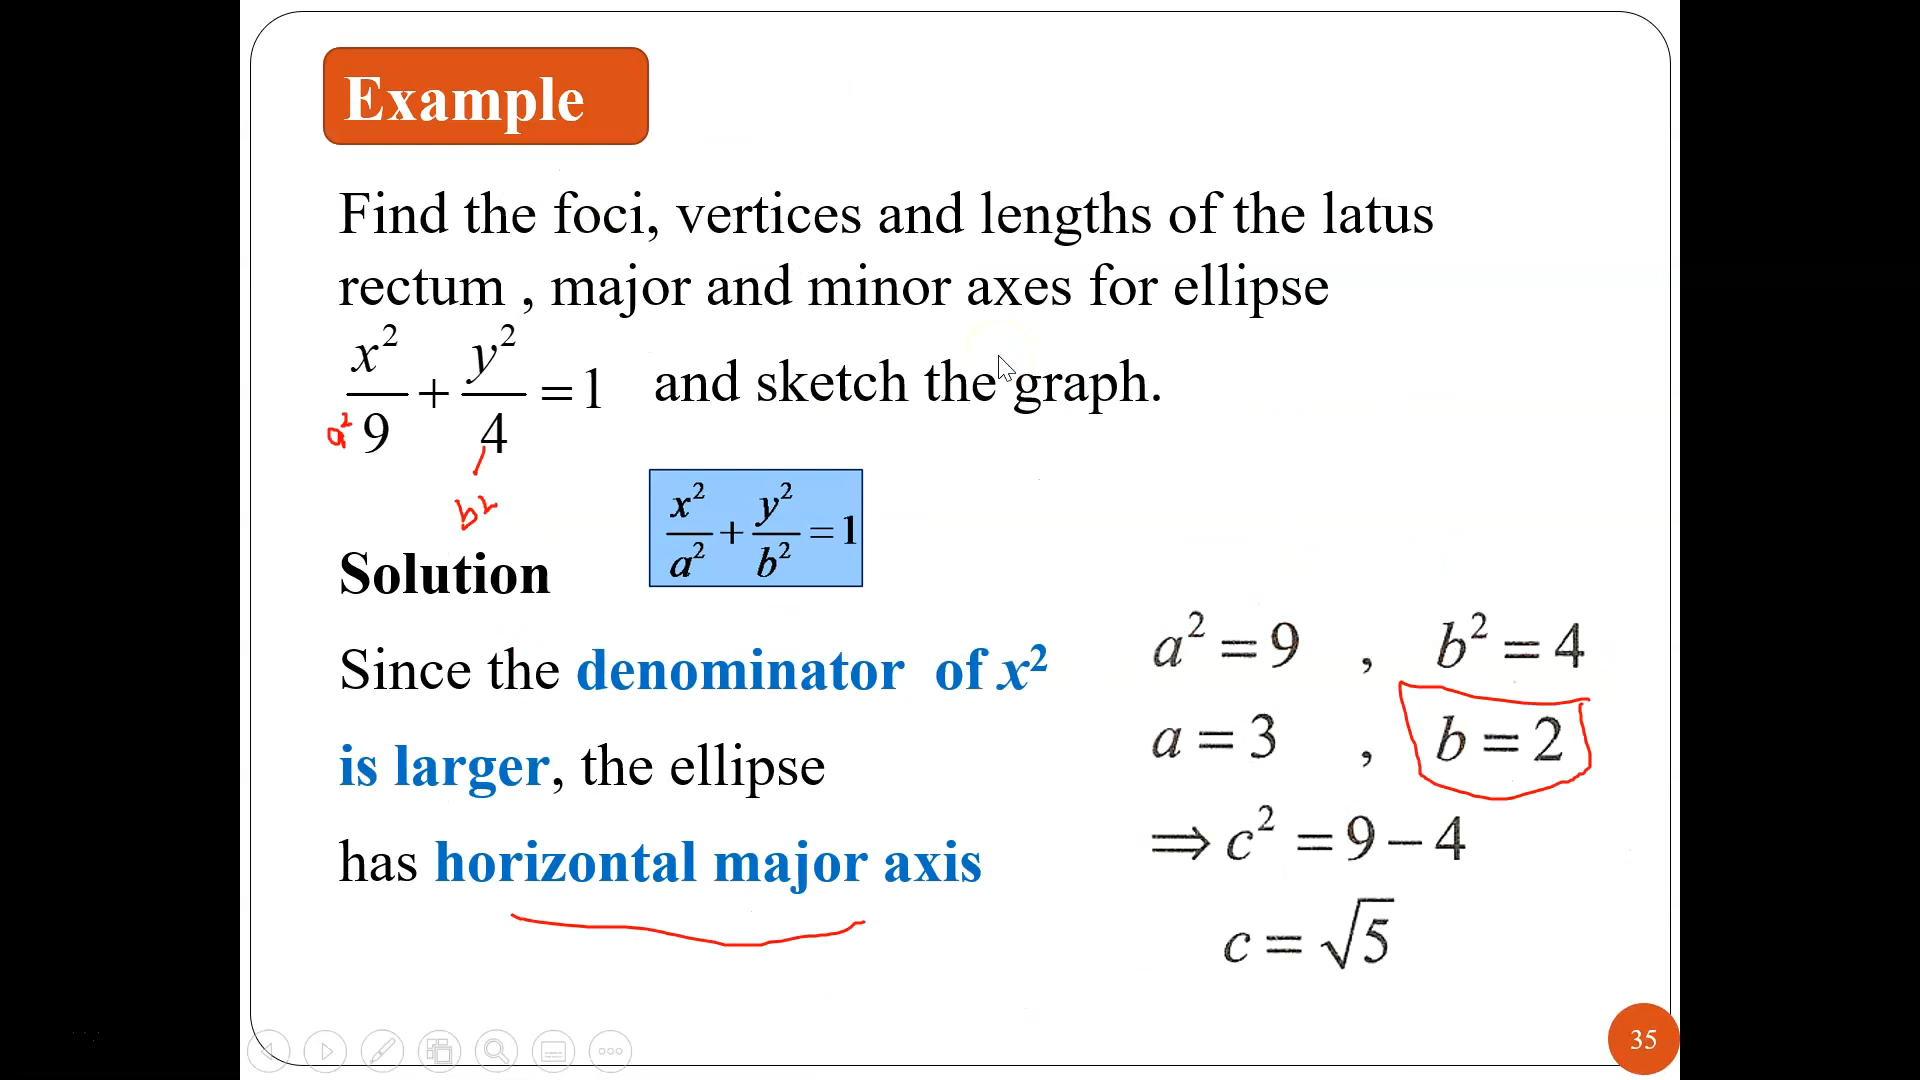 Example
Find the foci, vertices and lengths of the latus
rectum , major and minor axes for ellipse
x²/9 + y²/4 = 1 and sketch the graph.
a²
b²
x²/a² + y²/b² = 1
Solution
Since the denominator of x²
is larger, the ellipse
has horizontal major axis
a² = 9 , b² = 4
a = 3 , b = 2
⇒ c² = 9 − 4
c = √5
35